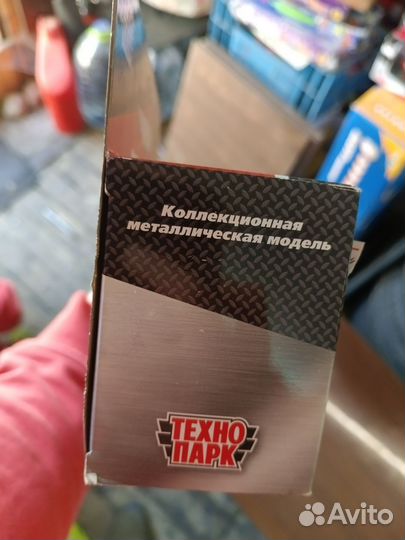 Коллекционная
металлическая модель
ТЕХНО
ПАРК
Avito